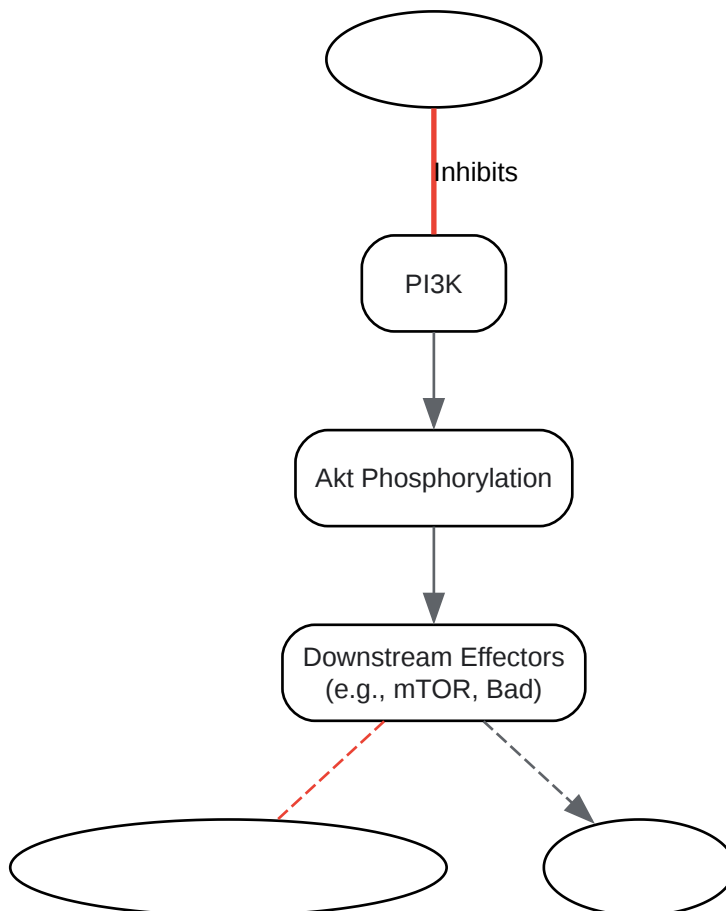 Inhibits
PI3K
Akt Phosphorylation
Downstream Effectors
(e.g., mTOR, Bad)